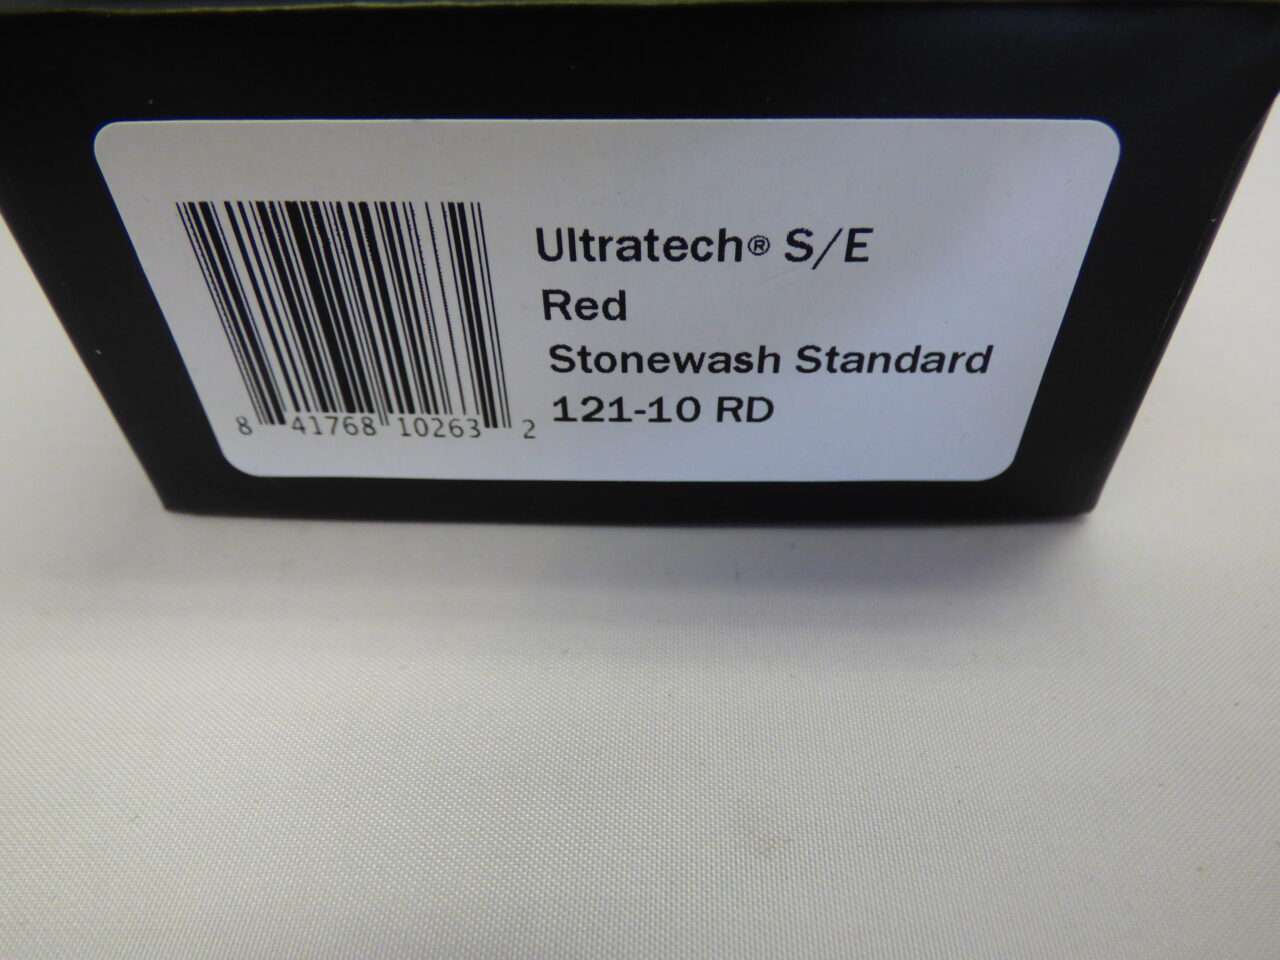 Ultratech® S/E
Red
Stonewash Standard
121-10 RD
8 41768 10263 2